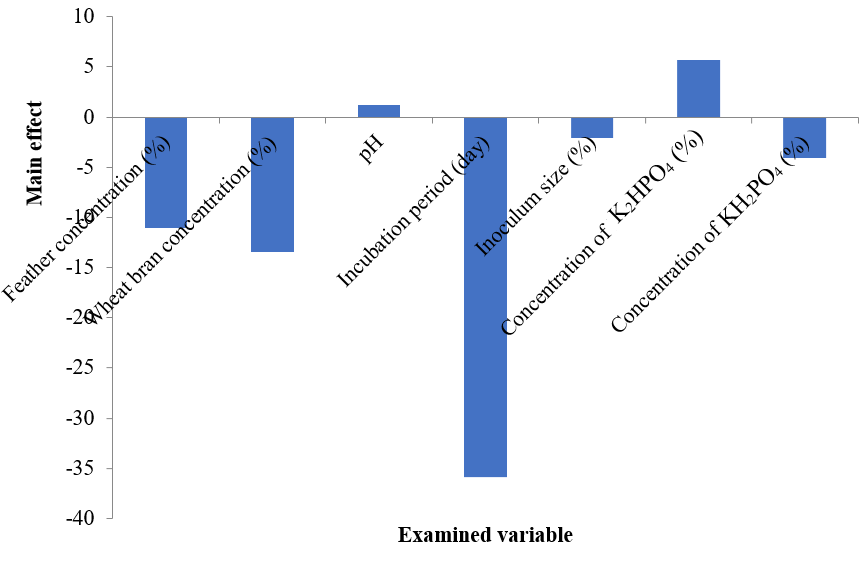 10
5
0
-5
-10
-15
-20
-25
-30
-35
-40
Main effect
Feather concentration (%)
Wheat bran concentration (%)
pH
Incubation period (day)
Inoculum size (%)
Concentration of K₂HPO₄ (%)
Concentration of KH₂PO₄ (%)
Examined variable